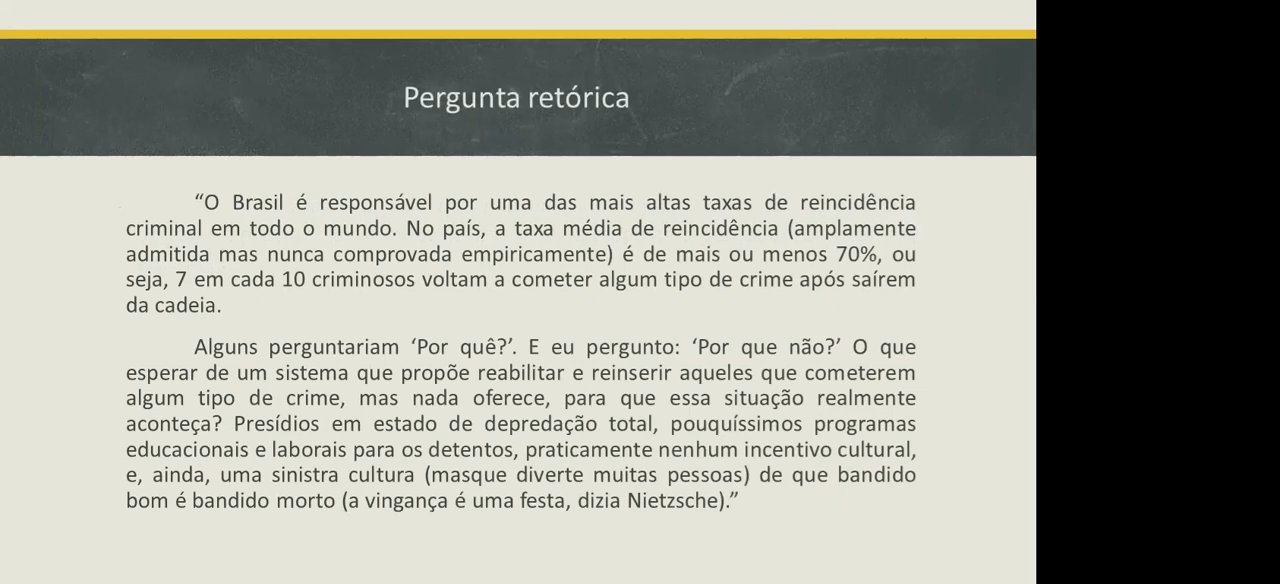 Pergunta retórica
“O Brasil é responsável por uma das mais altas taxas de reincidência
criminal em todo o mundo. No país, a taxa média de reincidência (amplamente
admitida mas nunca comprovada empiricamente) é de mais ou menos 70%, ou
seja, 7 em cada 10 criminosos voltam a cometer algum tipo de crime após saírem
da cadeia.
Alguns perguntariam ‘Por quê?’. E eu pergunto: ‘Por que não?’ O que
esperar de um sistema que propõe reabilitar e reinserir aqueles que cometerem
algum tipo de crime, mas nada oferece, para que essa situação realmente
aconteça? Presídios em estado de depredação total, pouquíssimos programas
educacionais e laborais para os detentos, praticamente nenhum incentivo cultural,
e, ainda, uma sinistra cultura (masque diverte muitas pessoas) de que bandido
bom é bandido morto (a vingança é uma festa, dizia Nietzsche).”